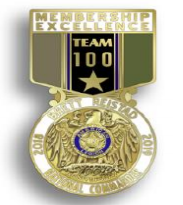 MEMBERSHIP
EXCELLENCE
TEAM
100
BRETT REISTAD
2018
2019
NATIONAL COMMANDER